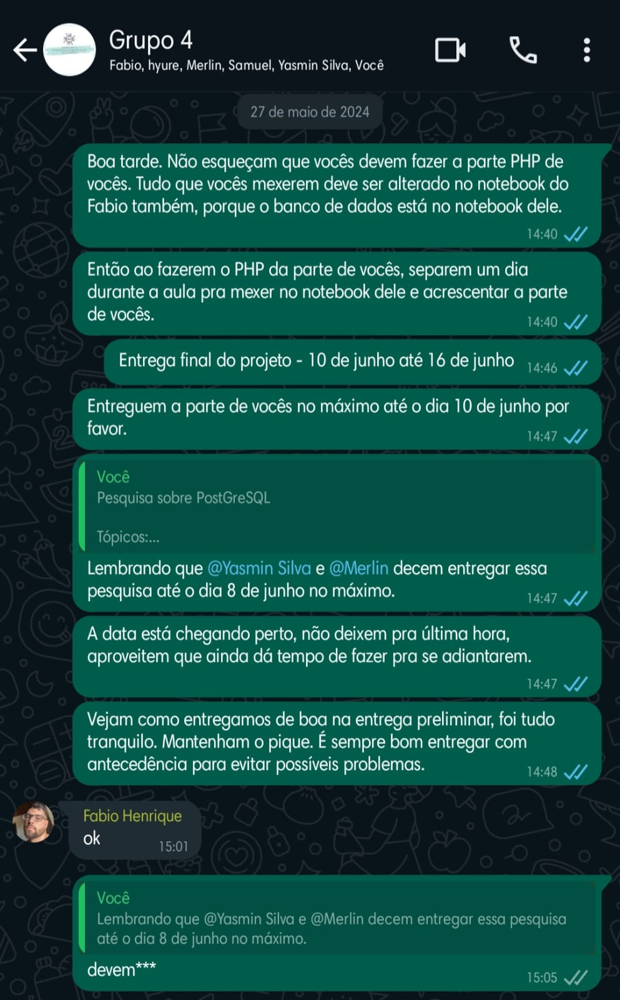 Grupo 4
Fabio, hyure, Merlin, Samuel, Yasmin Silva, Você
27 de maio de 2024
Boa tarde. Não esqueçam que vocês devem fazer a parte PHP de
vocês. Tudo que vocês mexerem deve ser alterado no notebook do
Fabio também, porque o banco de dados está no notebook dele.
14:40
Então ao fazerem o PHP da parte de vocês, separem um dia
durante a aula pra mexer no notebook dele e acrescentar a parte
de vocês.
14:40
Entrega final do projeto - 10 de junho até 16 de junho
14:46
Entreguem a parte de vocês no máximo até o dia 10 de junho por
favor.
14:47
Você
Pesquisa sobre PostGreSQL
Tópicos:...
Lembrando que @Yasmin Silva e @Merlin decem entregar essa
pesquisa até o dia 8 de junho no máximo.
14:47
A data está chegando perto, não deixem pra última hora,
aproveitem que ainda dá tempo de fazer pra se adiantarem.
14:47
Vejam como entregamos de boa na entrega preliminar, foi tudo
tranquilo. Mantenham o pique. É sempre bom entregar com
antecedência para evitar possíveis problemas.
14:48
Fabio Henrique
ok
15:01
Você
Lembrando que @Yasmin Silva e @Merlin decem entregar essa pesquisa
até o dia 8 de junho no máximo.
devem***
15:05